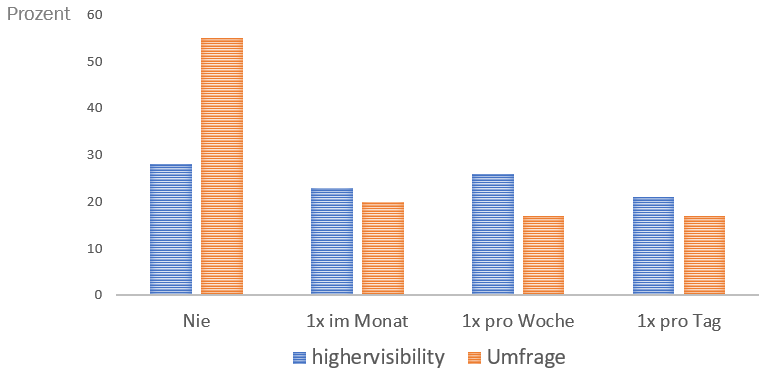 Prozent
60
50
40
30
20
10
0
Nie 1x im Monat 1x pro Woche 1x pro Tag
highervisibility Umfrage